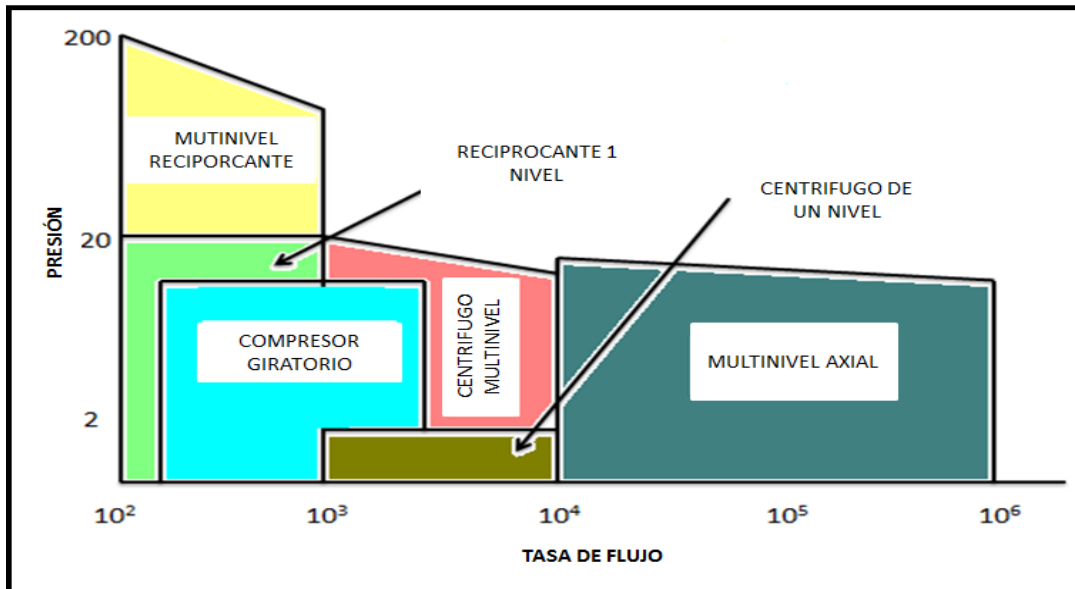 200
MUTINIVEL
RECIPORCANTE
RECIPROCANTE 1
NIVEL
CENTRIFUGO DE
UN NIVEL
PRESIÓN
20
COMPRESOR
GIRATORIO
CENTRIFUGO
MULTINIVEL
MULTINIVEL AXIAL
2
10² 10³ 10⁴ 10⁵ 10⁶
TASA DE FLUJO